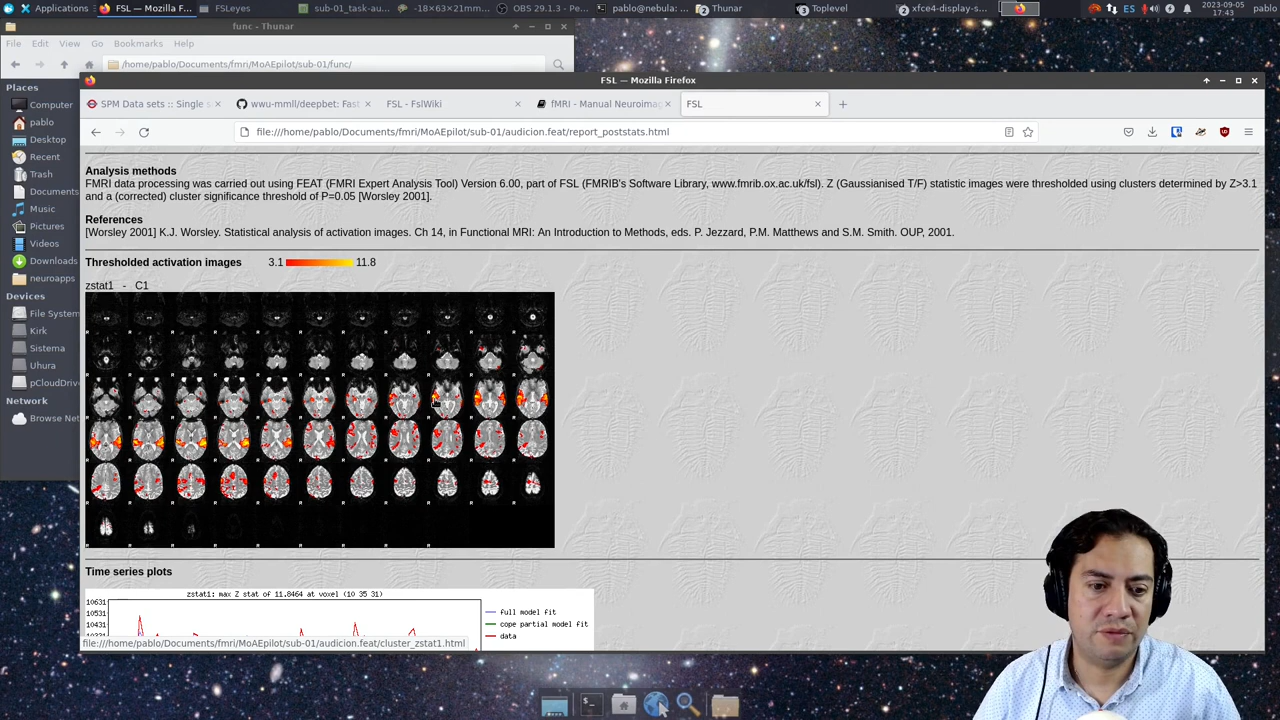 Applications
FSL — Mozilla F...
FSLeyes
sub-01_task-au...
-18×63×21mm...
OBS 29.1.3 - Pe...
pablo@nebula: ...
2 Thunar
3 Toplevel
2 xfce4-display-s...
ES
2023-09-05
17:43
pablo
func - Thunar
File Edit View Go Bookmarks Help
/home/pablo/Documents/fmri/MoAEpilot/sub-01/func/
Places
Computer
pablo
Desktop
Recent
Trash
Documents
Music
Pictures
Videos
Downloads
neuroapps
Devices
File System
Kirk
Sistema
Uhura
pCloudDriv
Network
Browse Net
FSL — Mozilla Firefox
SPM Data sets :: Single s
wwu-mmll/deepbet: Fast
FSL - FslWiki
fMRI - Manual Neuroimag
FSL
file:///home/pablo/Documents/fmri/MoAEpilot/sub-01/audicion.feat/report_poststats.html
Analysis methods
FMRI data processing was carried out using FEAT (FMRI Expert Analysis Tool) Version 6.00, part of FSL (FMRIB's Software Library, www.fmrib.ox.ac.uk/fsl). Z (Gaussianised T/F) statistic images were thresholded using clusters determined by Z>3.1
and a (corrected) cluster significance threshold of P=0.05 [Worsley 2001].
References
[Worsley 2001] K.J. Worsley. Statistical analysis of activation images. Ch 14, in Functional MRI: An Introduction to Methods, eds. P. Jezzard, P.M. Matthews and S.M. Smith. OUP, 2001.
Thresholded activation images 3.1 11.8
zstat1 - C1
Time series plots
zstat1: max Z stat of 11.8464 at voxel (10 35 31)
10631
10531
10431
10331
full model fit
cope partial model fit
data
file:///home/pablo/Documents/fmri/MoAEpilot/sub-01/audicion.feat/cluster_zstat1.html